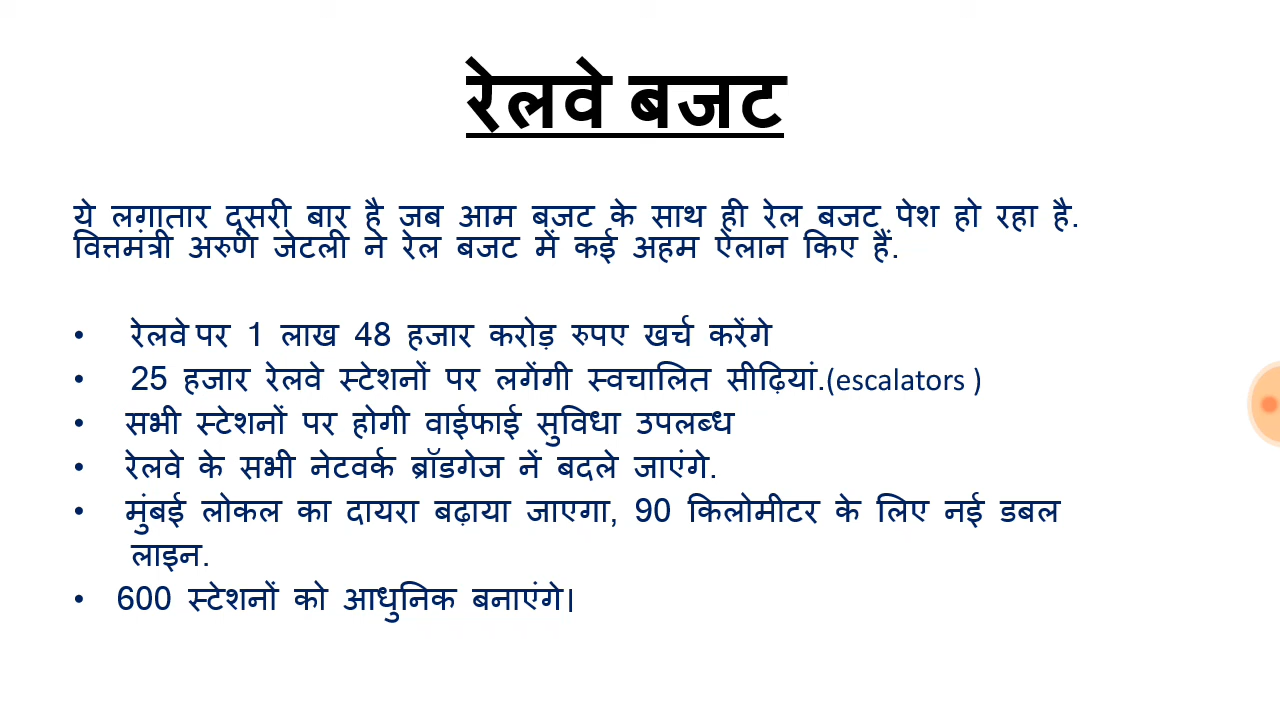 रेलवे बजट
ये लगातार दूसरी बार है जब आम बजट के साथ ही रेल बजट पेश हो रहा है.
वित्तमंत्री अरुण जेटली ने रेल बजट में कई अहम ऐलान किए हैं.
• रेलवे पर 1 लाख 48 हजार करोड़ रुपए खर्च करेंगे
• 25 हजार रेलवे स्टेशनों पर लगेंगी स्वचालित सीढ़ियां.(escalators )
• सभी स्टेशनों पर होगी वाईफाई सुविधा उपलब्ध
• रेलवे के सभी नेटवर्क ब्रॉडगेज नें बदले जाएंगे.
• मुंबई लोकल का दायरा बढ़ाया जाएगा, 90 किलोमीटर के लिए नई डबल
लाइन.
• 600 स्टेशनों को आधुनिक बनाएंगे।